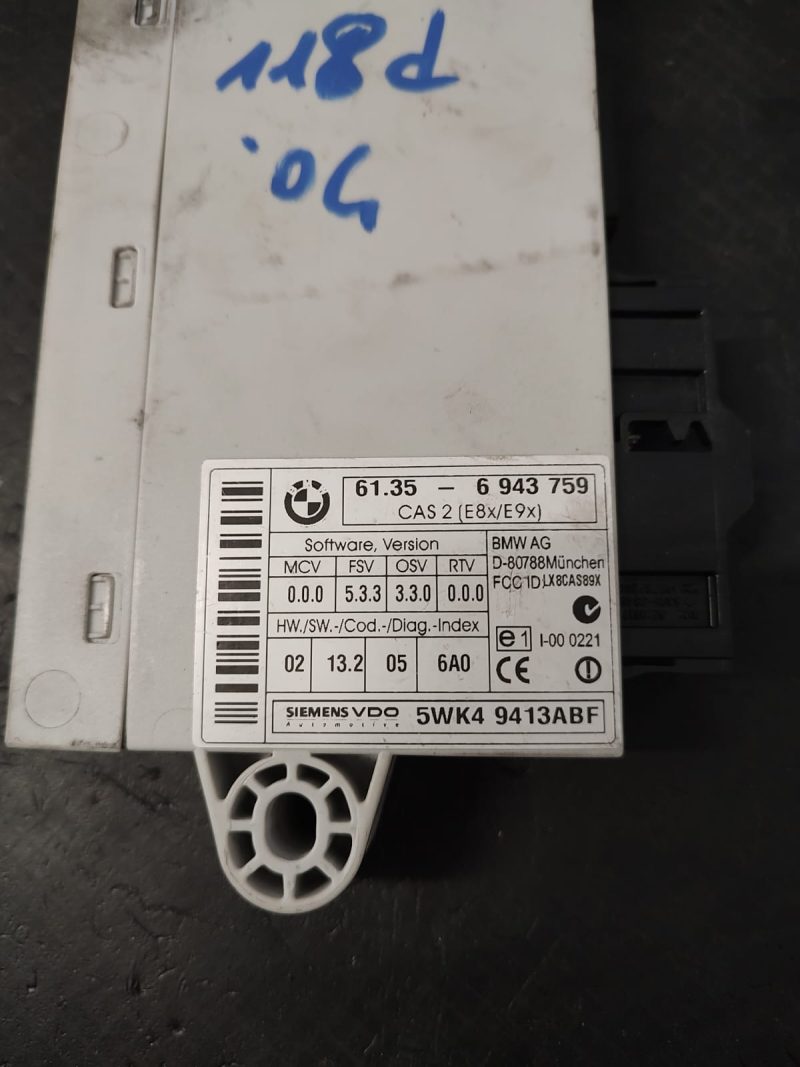 118d
'04
61.35 – 6 943 759
CAS 2 (E8x/E9x)
Software, Version
MCV FSV OSV RTV
0.0.0 5.3.3 3.3.0 0.0.0
HW./SW.-/Cod.-/Diag.-Index
02 13.2 05 6A0
BMW AG
D-80788München
FCC ID:LX8CAS89X
e1 I-00 0221
CE
SIEMENS VDO
Automotive
5WK4 9413ABF